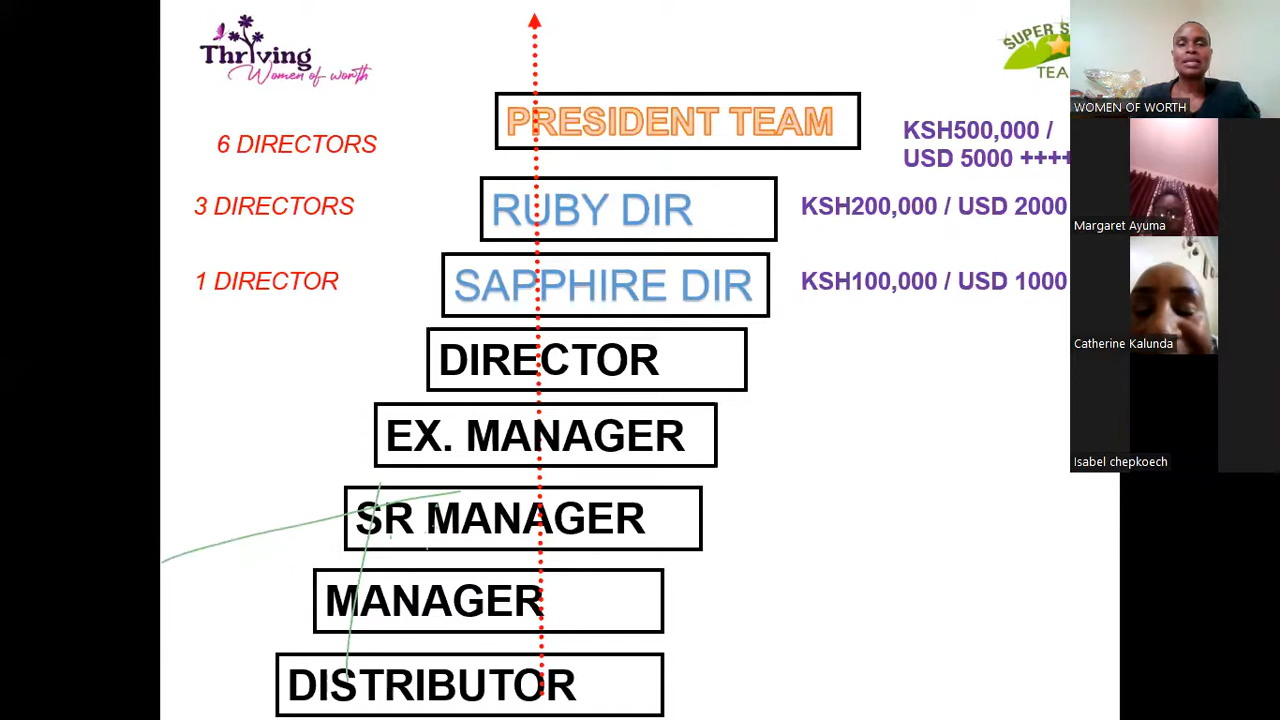 Thriving
Women of worth
SUPER S
TEA
PRESIDENT TEAM
6 DIRECTORS
KSH500,000 /
USD 5000 ++++
3 DIRECTORS
RUBY DIR
KSH200,000 / USD 2000
1 DIRECTOR
SAPPHIRE DIR
KSH100,000 / USD 1000
DIRECTOR
EX. MANAGER
SR MANAGER
MANAGER
DISTRIBUTOR
WOMEN OF WORTH
Margaret Ayuma
Catherine Kalunda
Isabel chepkoech